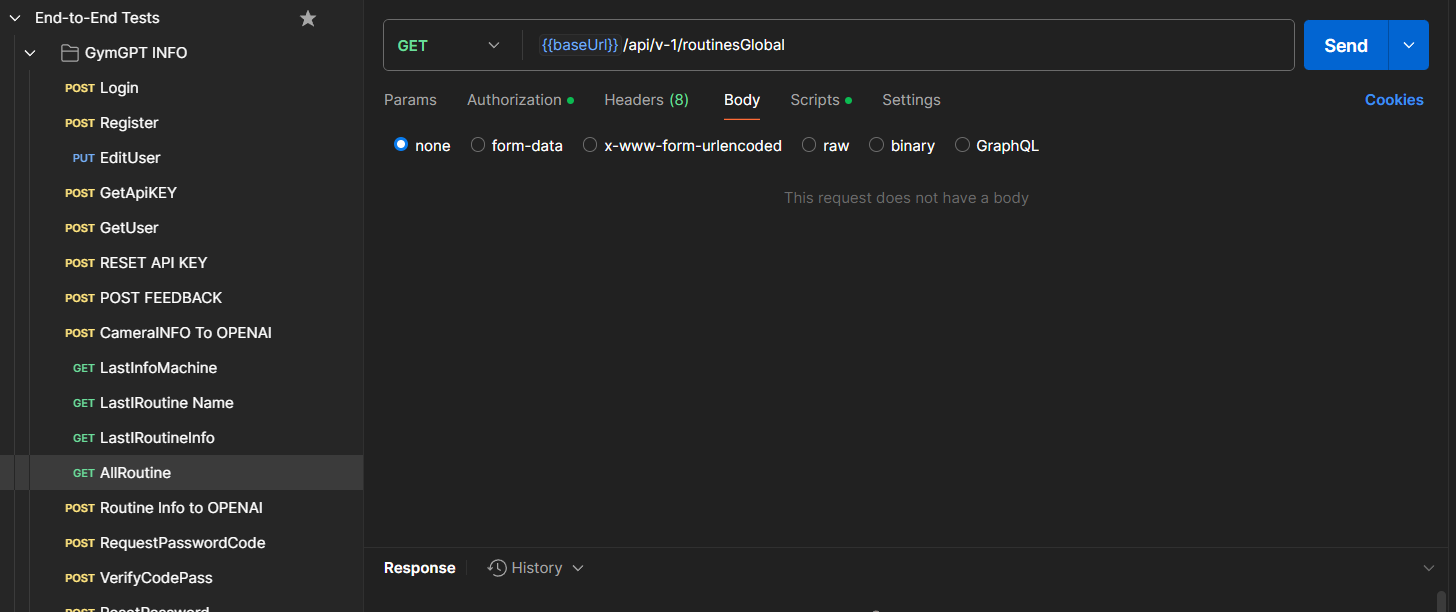 End-to-End Tests
GymGPT INFO
POST Login
POST Register
PUT EditUser
POST GetApiKEY
POST GetUser
POST RESET API KEY
POST POST FEEDBACK
POST CameraINFO To OPENAI
GET LastInfoMachine
GET LastIRoutine Name
GET LastIRoutineInfo
GET AllRoutine
POST Routine Info to OPENAI
POST RequestPasswordCode
POST VerifyCodePass
POST ResetPassword
GET {{baseUrl}} /api/v-1/routinesGlobal Send
Params Authorization Headers (8) Body Scripts Settings Cookies
none form-data x-www-form-urlencoded raw binary GraphQL
This request does not have a body
Response History